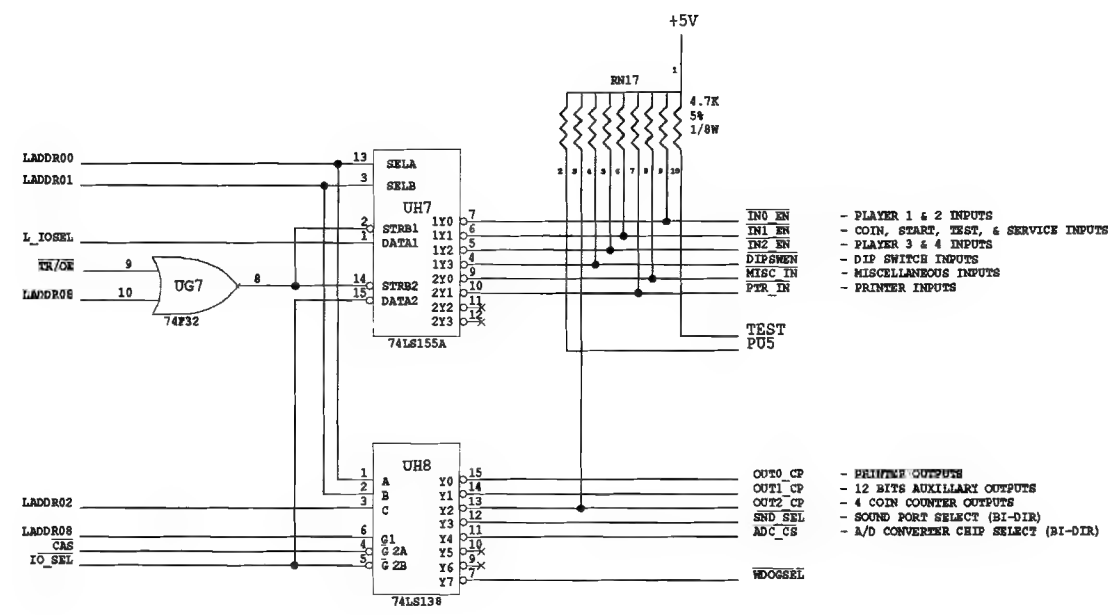 +5V
1
RN17
4.7K
5%
1/8W
2 3 4 5 6 7 8 9 10
LADDR00 13 SELA
LADDR01 3 SELB
UH7
1Y0 7 IN0_EN - PLAYER 1 & 2 INPUTS
2 STRB1 1Y1 6 IN1_EN - COIN, START, TEST, & SERVICE INPUTS
L_IOSEL 1 DATA1 1Y2 5 IN2_EN - PLAYER 3 & 4 INPUTS
1Y3 4 DIPSWEN - DIP SWITCH INPUTS
TR/OE 9 UG7 8 14 STRB2 2Y0 9 MISC_IN - MISCELLANEOUS INPUTS
LADDR08 10 15 DATA2 2Y1 10 PTR_IN - PRINTER INPUTS
2Y2 11
2Y3 12
74F32
74LS155A
TEST
PU5
UH8
1 A Y0 15 OUT0_CP - PRINTER OUTPUTS
2 B Y1 14 OUT1_CP - 12 BITS AUXILLARY OUTPUTS
LADDR02 3 C Y2 13 OUT2_CP - 4 COIN COUNTER OUTPUTS
Y3 12 SND_SEL - SOUND PORT SELECT (BI-DIR)
LADDR08 6 G1 Y4 11 ADC_CS - A/D CONVERTER CHIP SELECT (BI-DIR)
CAS 4 G2A Y5 10
IO_SEL 5 G2B Y6 9
Y7 7 WDOGSEL
74LS138